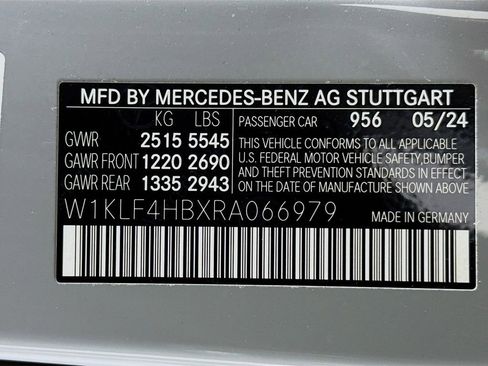 MFD BY MERCEDES-BENZ AG STUTTGART
KG LBS PASSENGER CAR 956 05/24
GVWR 2515 5545
GAWR FRONT 1220 2690
GAWR REAR 1335 2943
THIS VEHICLE CONFORMS TO ALL APPLICABLE
U.S. FEDERAL MOTOR VEHICLE SAFETY,BUMPER
AND THEFT PREVENTION STANDARDS IN EFFECT
ON THE DATE OF MANUFACTURE SHOWN ABOVE
W1KLF4HBXRA066979 MADE IN GERMANY